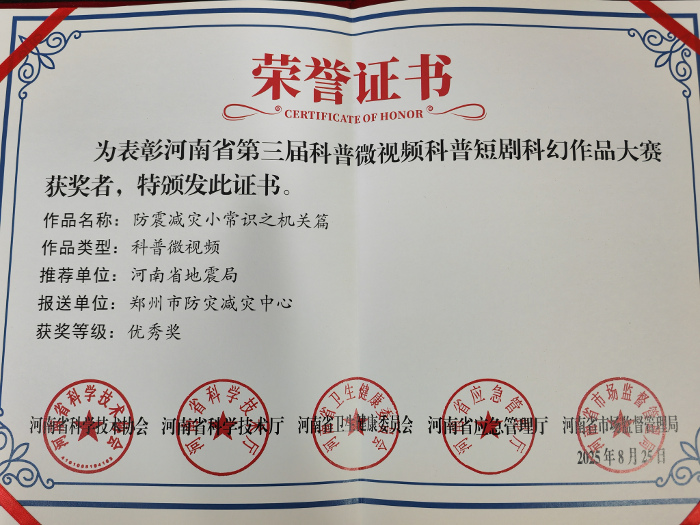 荣誉证书
CERTIFICATE OF HONOR
为表彰河南省第三届科普微视频科普短剧科幻作品大赛
获奖者，特颁发此证书。
作品名称：防震减灾小常识之机关篇
作品类型：科普微视频
推荐单位：河南省地震局
报送单位：郑州市防灾减灾中心
获奖等级：优秀奖
河南省科学技术协会 河南省科学技术厅 河南省卫生健康委员会 河南省应急管理厅 河南省市场监督管理局
2025年8月25日